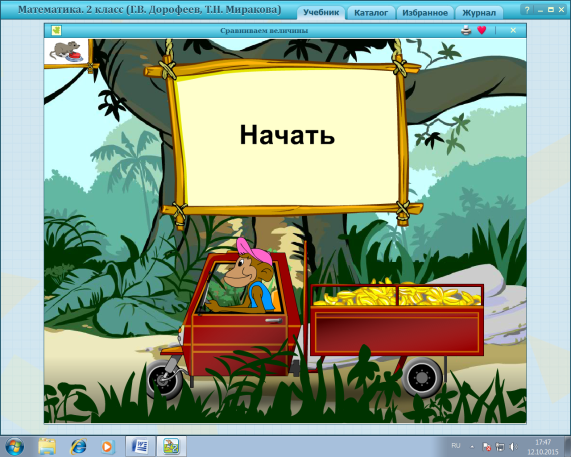 Математика. 2 класс (Г.В. Дорофеев, Т.Н. Миракова)
Учебник Каталог Избранное Журнал
?
Сравниваем величины
Начать
RU
17:47
12.10.2015